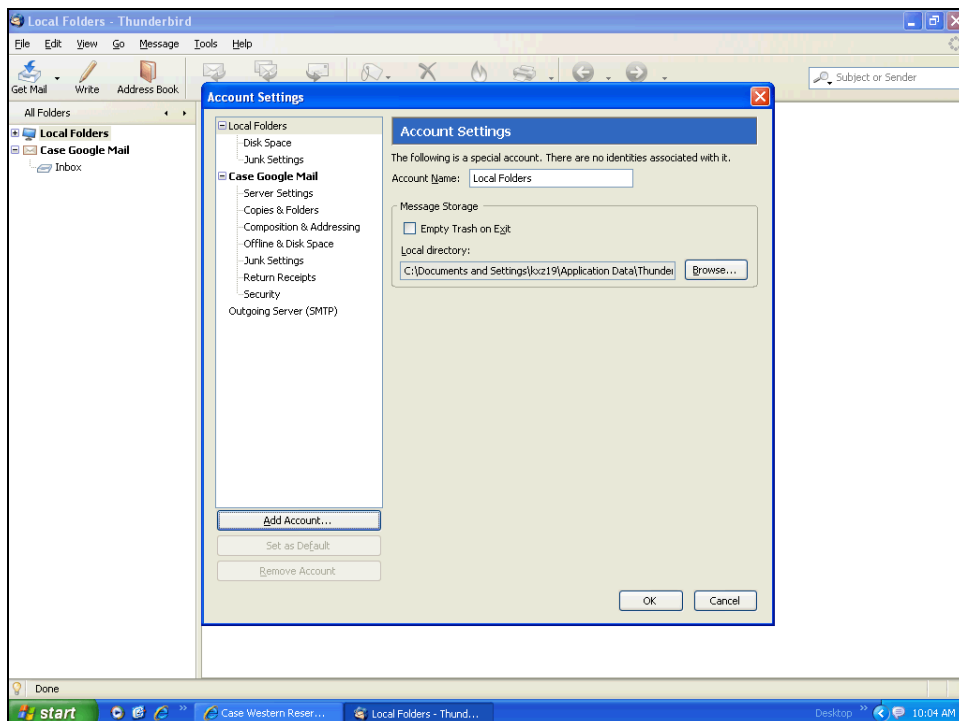 Local Folders - Thunderbird
File Edit View Go Message Tools Help
Get Mail Write Address Book
Subject or Sender
All Folders
Local Folders
Case Google Mail
Inbox
Account Settings
Local Folders
Disk Space
Junk Settings
Case Google Mail
Server Settings
Copies & Folders
Composition & Addressing
Offline & Disk Space
Junk Settings
Return Receipts
Security
Outgoing Server (SMTP)
Add Account...
Set as Default
Remove Account
Account Settings
The following is a special account. There are no identities associated with it.
Account Name: Local Folders
Message Storage
Empty Trash on Exit
Local directory:
C:\Documents and Settings\kxz19\Application Data\Thunder
Browse...
OK Cancel
Done
start Case Western Reser... Local Folders - Thund... Desktop 10:04 AM